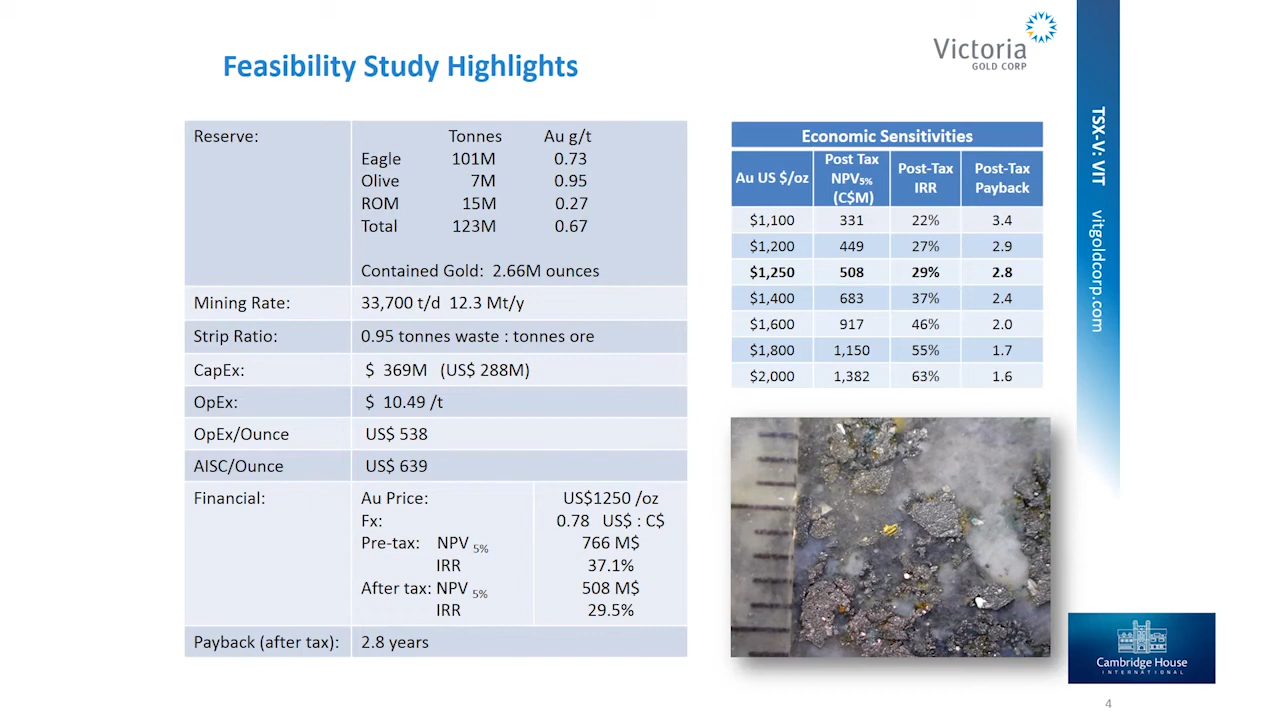 Feasibility Study Highlights
Victoria
GOLD CORP
Reserve: Tonnes Au g/t
Eagle 101M 0.73
Olive 7M 0.95
ROM 15M 0.27
Total 123M 0.67
Contained Gold: 2.66M ounces
Mining Rate: 33,700 t/d 12.3 Mt/y
Strip Ratio: 0.95 tonnes waste : tonnes ore
CapEx: $ 369M (US$ 288M)
OpEx: $ 10.49 /t
OpEx/Ounce US$ 538
AISC/Ounce US$ 639
Financial: Au Price: US$1250 /oz
Fx: 0.78 US$ : C$
Pre-tax: NPV 5% 766 M$
IRR 37.1%
After tax: NPV 5% 508 M$
IRR 29.5%
Payback (after tax): 2.8 years
Economic Sensitivities
Au US $/oz Post Tax NPV5% (C$M) Post-Tax IRR Post-Tax Payback
$1,100 331 22% 3.4
$1,200 449 27% 2.9
$1,250 508 29% 2.8
$1,400 683 37% 2.4
$1,600 917 46% 2.0
$1,800 1,150 55% 1.7
$2,000 1,382 63% 1.6
TSX-V: VIT vitgoldcorp.com
Cambridge House
INTERNATIONAL
4